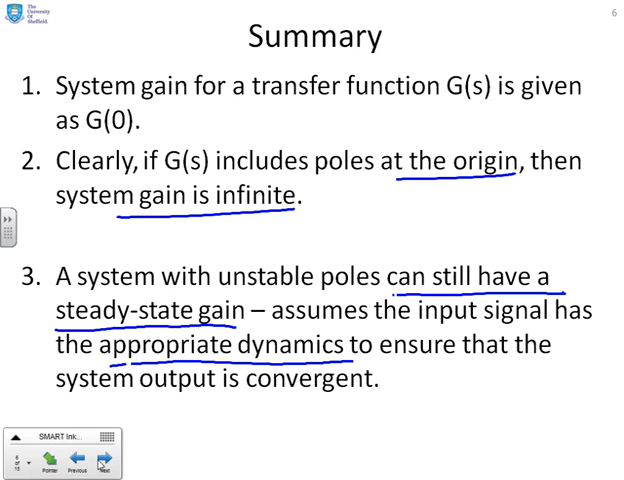 The
University
Of
Sheffield.
6
Summary
1. System gain for a transfer function G(s) is given
as G(0).
2. Clearly, if G(s) includes poles at the origin, then
system gain is infinite.
3. A system with unstable poles can still have a
steady-state gain – assumes the input signal has
the appropriate dynamics to ensure that the
system output is convergent.
SMART Ink...
6
of
15
Pointer
Previous
Next